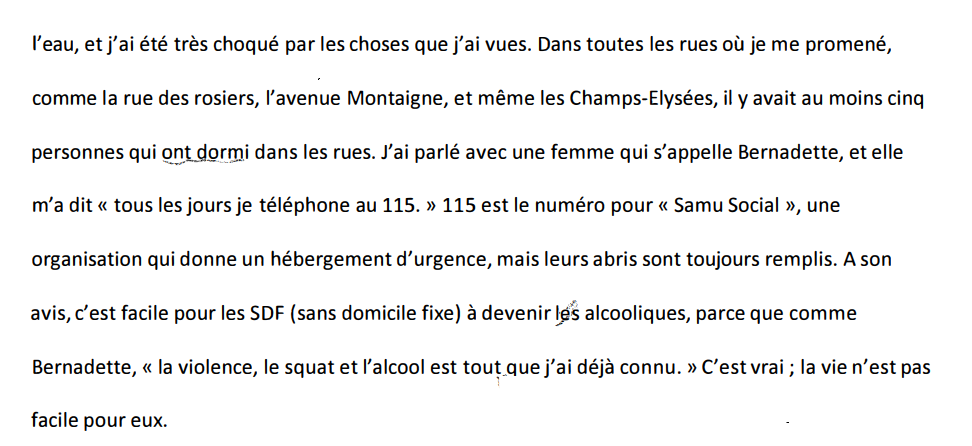 l’eau, et j’ai été très choqué par les choses que j’ai vues. Dans toutes les rues où je me promené,
comme la rue des rosiers, l’avenue Montaigne, et même les Champs-Elysées, il y avait au moins cinq
personnes qui ont dormi dans les rues. J’ai parlé avec une femme qui s’appelle Bernadette, et elle
m’a dit « tous les jours je téléphone au 115. » 115 est le numéro pour « Samu Social », une
organisation qui donne un hébergement d’urgence, mais leurs abris sont toujours remplis. A son
avis, c’est facile pour les SDF (sans domicile fixe) à devenir les alcooliques, parce que comme
Bernadette, « la violence, le squat et l’alcool est tout que j’ai déjà connu. » C’est vrai ; la vie n’est pas
facile pour eux.